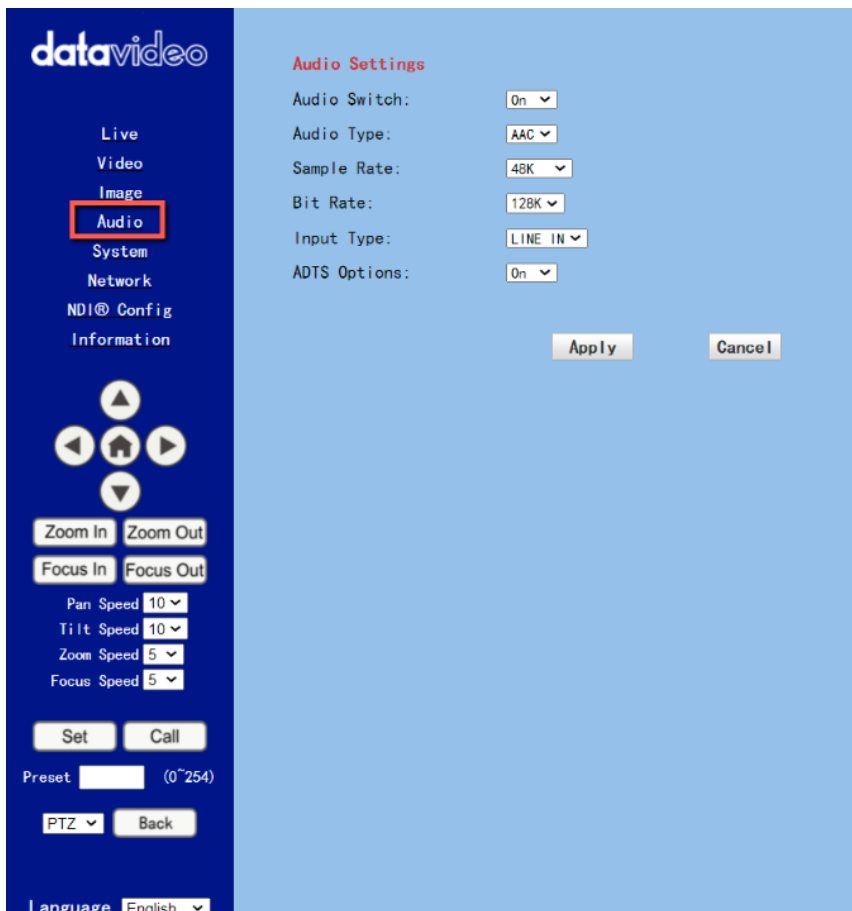 datavideo
Live
Video
Image
Audio
System
Network
NDI® Config
Information
Zoom In Zoom Out
Focus In Focus Out
Pan Speed 10
Tilt Speed 10
Zoom Speed 5
Focus Speed 5
Set Call
Preset (0~254)
PTZ Back
Language English
Audio Settings
Audio Switch: On
Audio Type: AAC
Sample Rate: 48K
Bit Rate: 128K
Input Type: LINE IN
ADTS Options: On
Apply Cancel